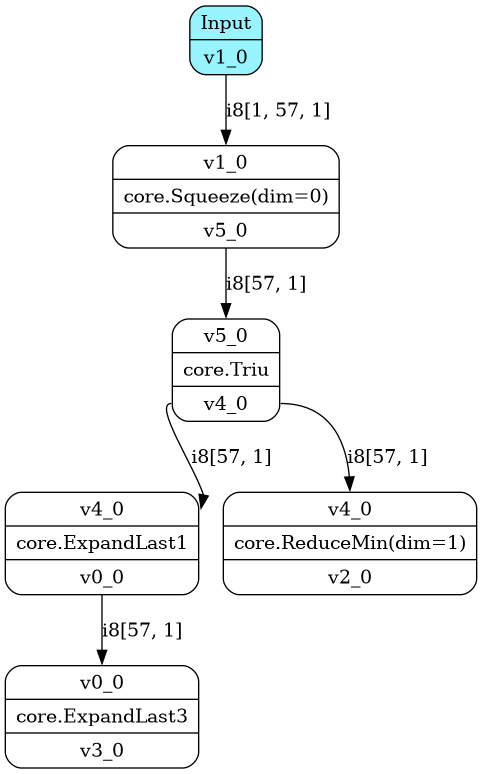 Input
v1_0
i8[1, 57, 1]
v1_0
core.Squeeze(dim=0)
v5_0
i8[57, 1]
v5_0
core.Triu
v4_0
i8[57, 1]
i8[57, 1]
v4_0
core.ExpandLast1
v0_0
v4_0
core.ReduceMin(dim=1)
v2_0
i8[57, 1]
v0_0
core.ExpandLast3
v3_0